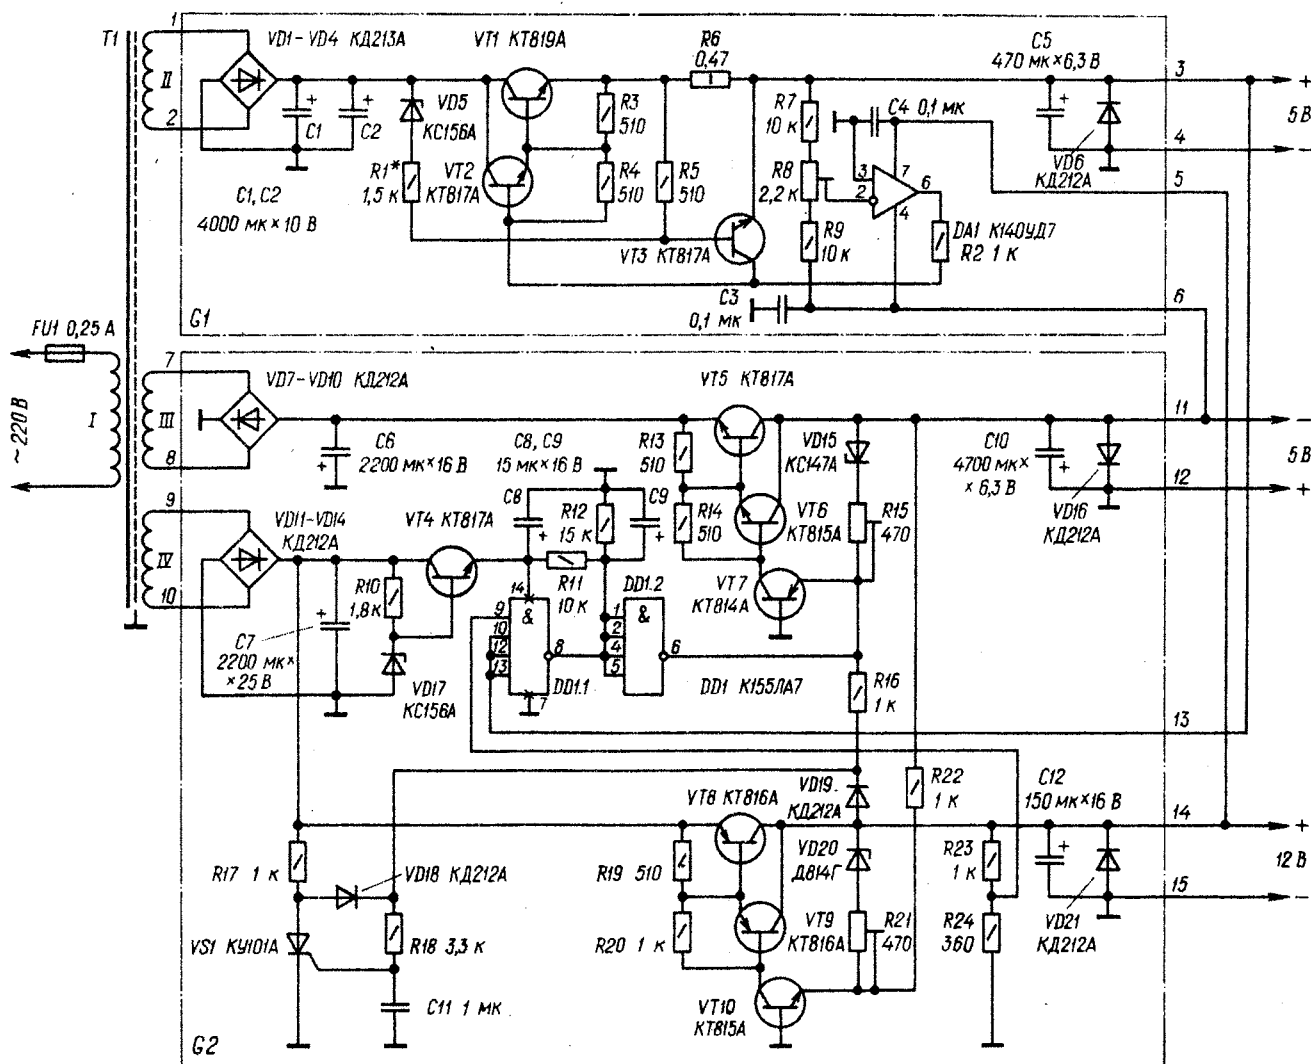 T1
1
II
2
VD1-VD4 КД213А
C1
C2
C1, C2
4000 мк×10 В
VD5
КС156А
R1*
1,5 к
VT1 КТ819А
VT2
КТ817А
R3
510
R4
510
R5
510
R6
0,47
VT3 КТ817А
R7
10 к
R8
2,2 к
R9
10 к
C4 0,1 мк
3
2
7
6
4
DA1 К140УД7
R2 1 к
C3
0,1 мк
C5
470 мк×6,3 В
VD6
КД212А
3
+
5 В
4
−
5
6
G1
FU1 0,25 А
~220 В
I
7
III
8
VD7-VD10 КД212А
C6
2200 мк×16 В
C8, C9
15 мк×16 В
C8
R12
15 к
C9
VT5 КТ817А
R13
510
R14
510
VT6
КТ815А
VT7
КТ814А
VD15
КС147А
R15
470
C10
4700 мк×
×6,3 В
VD16
КД212А
11
−
5 В
12
+
9
IV
10
VD11-VD14
КД212А
C7
2200 мк×
×25 В
R10
1,8 к
VT4 КТ817А
VD17
КС156А
R11
10 к
14
9
10
12
13
&
8
7
DD1.1
DD1.2
1
2
4
5
&
6
DD1 К155ЛА7
R16
1 к
13
R22
1 к
VD19
КД212А
VT8 КТ816А
R17 1 к
VD18 КД212А
VS1 КУ101А
R18 3,3 к
C11 1 мк
R19 510
R20 1 к
VT9
КТ816А
VT10
КТ815А
VD20
Д814Г
R21
470
R23
1 к
R24
360
C12
150 мк×16 В
VD21
КД212А
14
+
12 В
15
−
G2